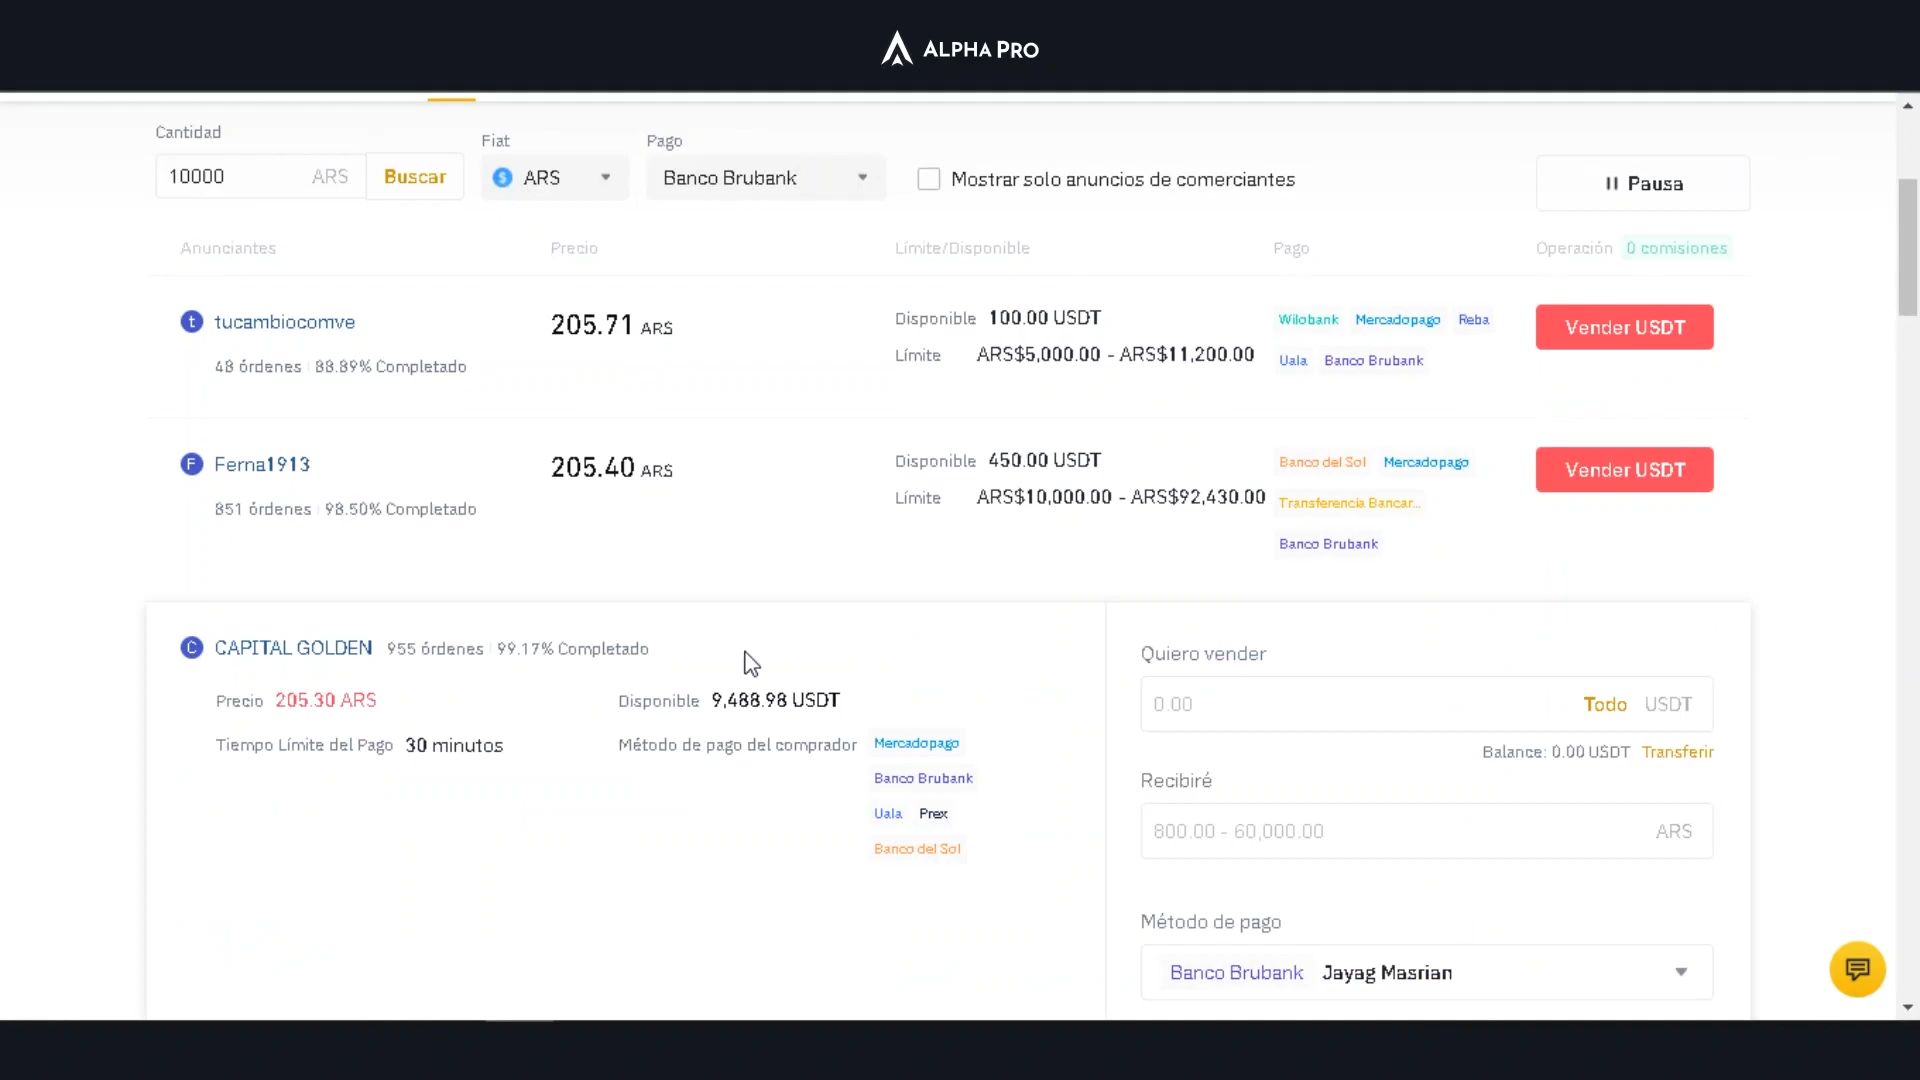 ALPHA PRO
Cantidad
Fiat
Pago
10000 ARS Buscar
ARS
Banco Brubank
Mostrar solo anuncios de comerciantes
Pausa
Anunciantes Precio Límite/Disponible Pago Operación 0 comisiones
t tucambiocomve
48 órdenes 88.89% Completado
205.71 ARS
Disponible 100.00 USDT
Límite ARS$5,000.00 - ARS$11,200.00
Wilobank Mercadopago Reba
Uala Banco Brubank
Vender USDT
F Ferna1913
851 órdenes 98.50% Completado
205.40 ARS
Disponible 450.00 USDT
Límite ARS$10,000.00 - ARS$92,430.00
Banco del Sol Mercadopago
Transferencia Bancar...
Banco Brubank
Vender USDT
C CAPITAL GOLDEN 955 órdenes 99.17% Completado
Precio 205.30 ARS
Disponible 9,488.98 USDT
Tiempo Límite del Pago 30 minutos
Método de pago del comprador Mercadopago
Banco Brubank
Uala Prex
Banco del Sol
Quiero vender
0.00 Todo USDT
Balance: 0.00 USDT Transferir
Recibiré
800.00 - 60,000.00 ARS
Método de pago
Banco Brubank Jayag Masrian